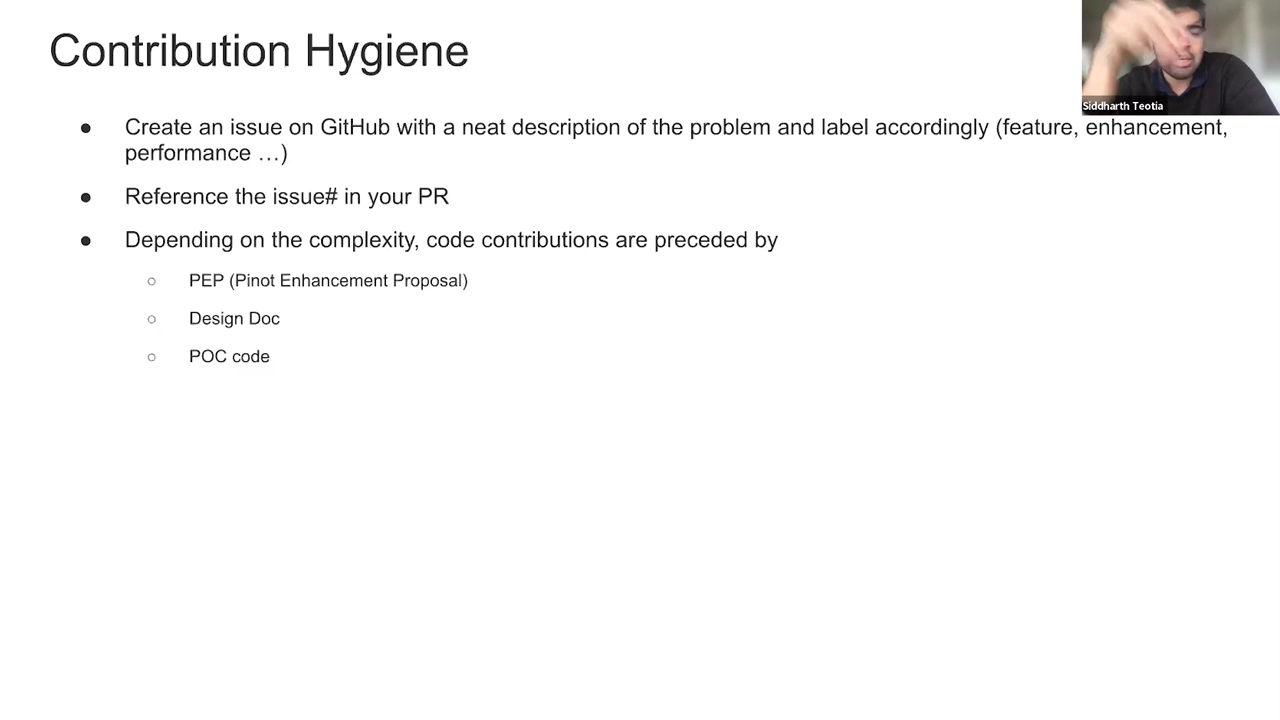 Contribution Hygiene
Siddharth Teotia
● Create an issue on GitHub with a neat description of the problem and label accordingly (feature, enhancement,
performance …)
● Reference the issue# in your PR
● Depending on the complexity, code contributions are preceded by
○ PEP (Pinot Enhancement Proposal)
○ Design Doc
○ POC code